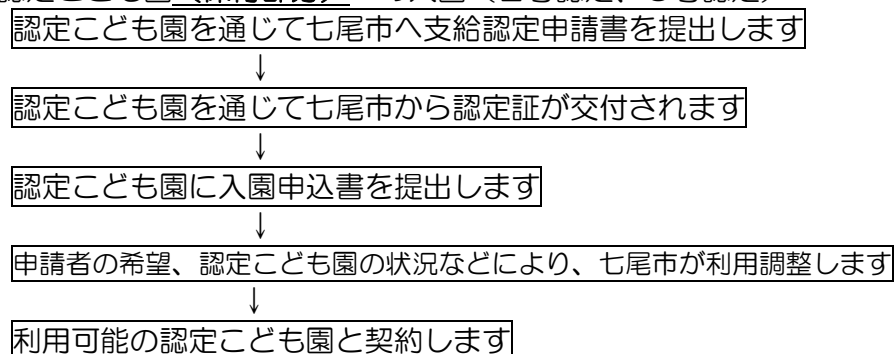 認定こども園を通じて七尾市へ支給認定申請書を提出します
↓
認定こども園を通じて七尾市から認定証が交付されます
↓
認定こども園に入園申込書を提出します
↓
申請者の希望、認定こども園の状況などにより、七尾市が利用調整します
↓
利用可能の認定こども園と契約します